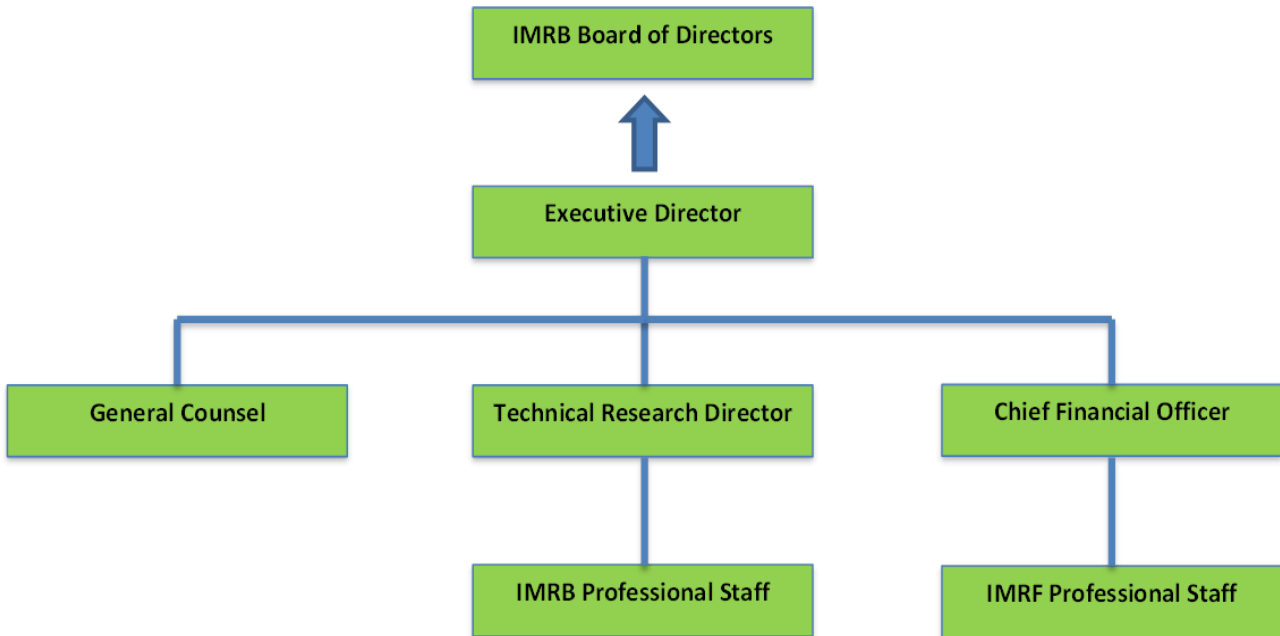 IMRB Board of Directors
Executive Director
General Counsel
Technical Research Director
Chief Financial Officer
IMRB Professional Staff
IMRF Professional Staff